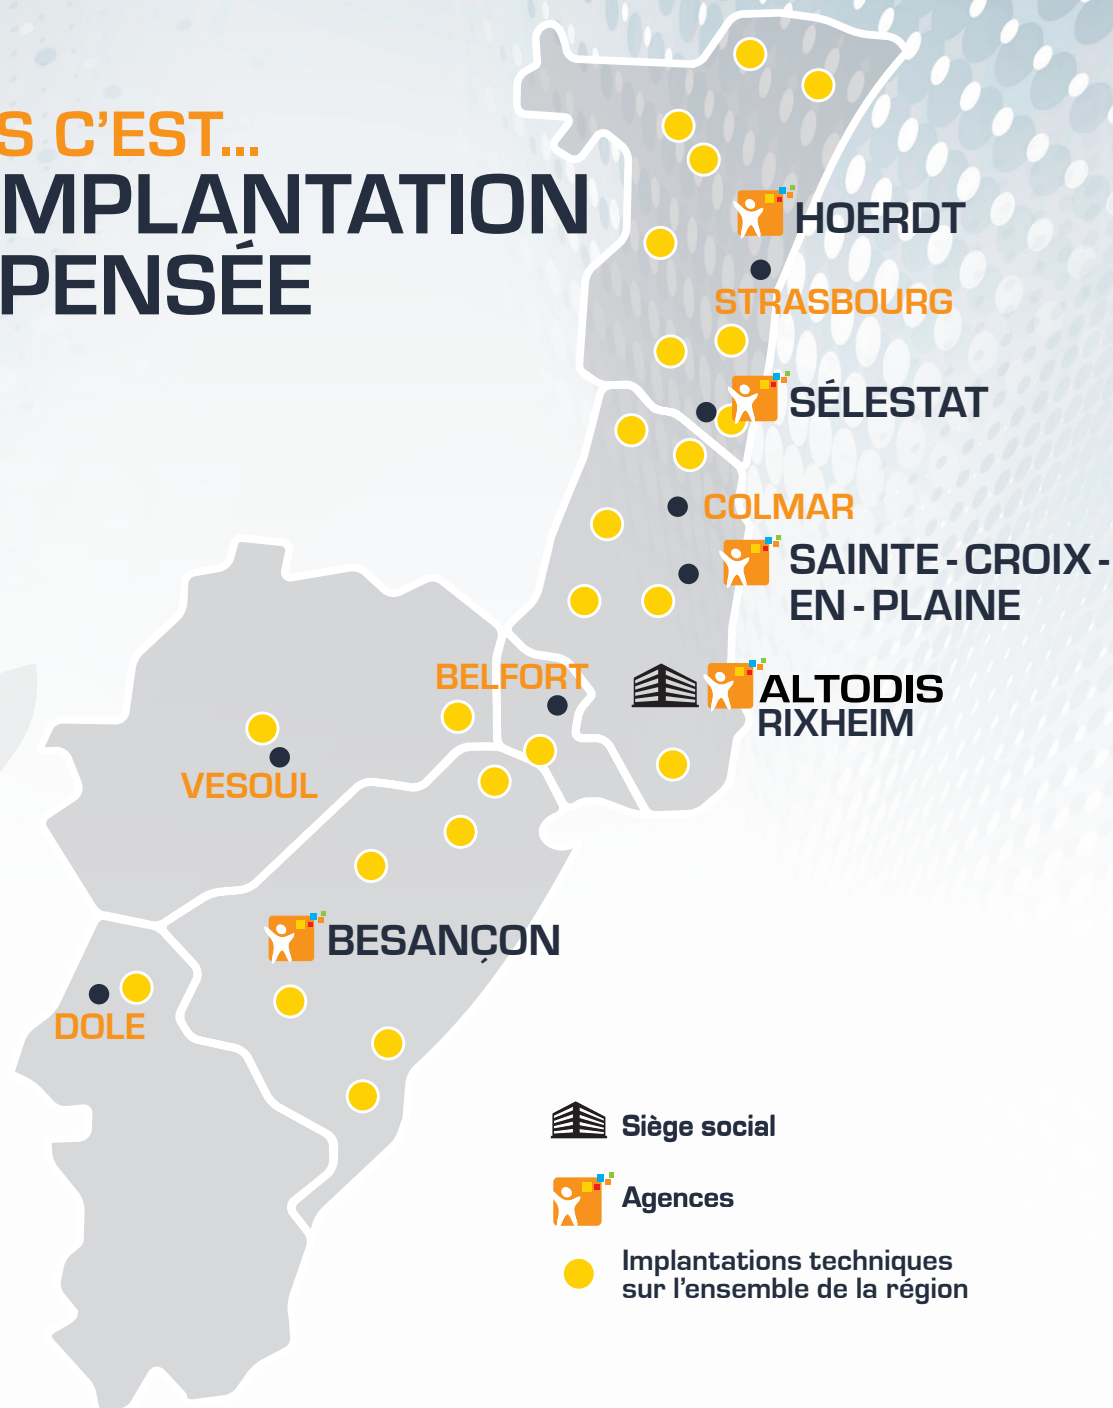 S C'EST...
MPLANTATION
PENSÉE
HOERDT
STRASBOURG
SÉLESTAT
COLMAR
SAINTE - CROIX -
EN - PLAINE
BELFORT
ALTODIS
RIXHEIM
VESOUL
BESANÇON
DOLE
Siège social
Agences
Implantations techniques
sur l'ensemble de la région